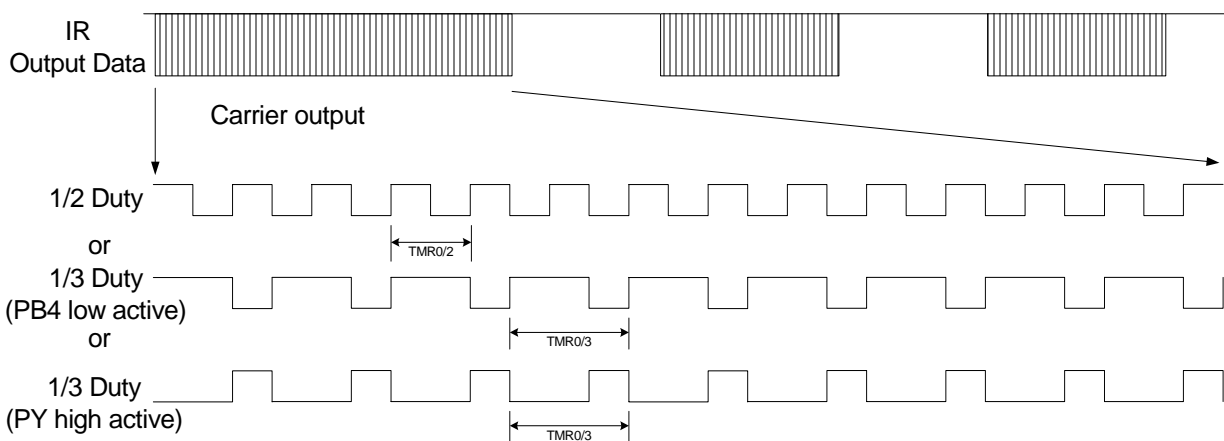 IR
Output Data
Carrier output
1/2 Duty
TMR0/2
or
1/3 Duty
(PB4 low active)
TMR0/3
or
1/3 Duty
(PY high active)
TMR0/3